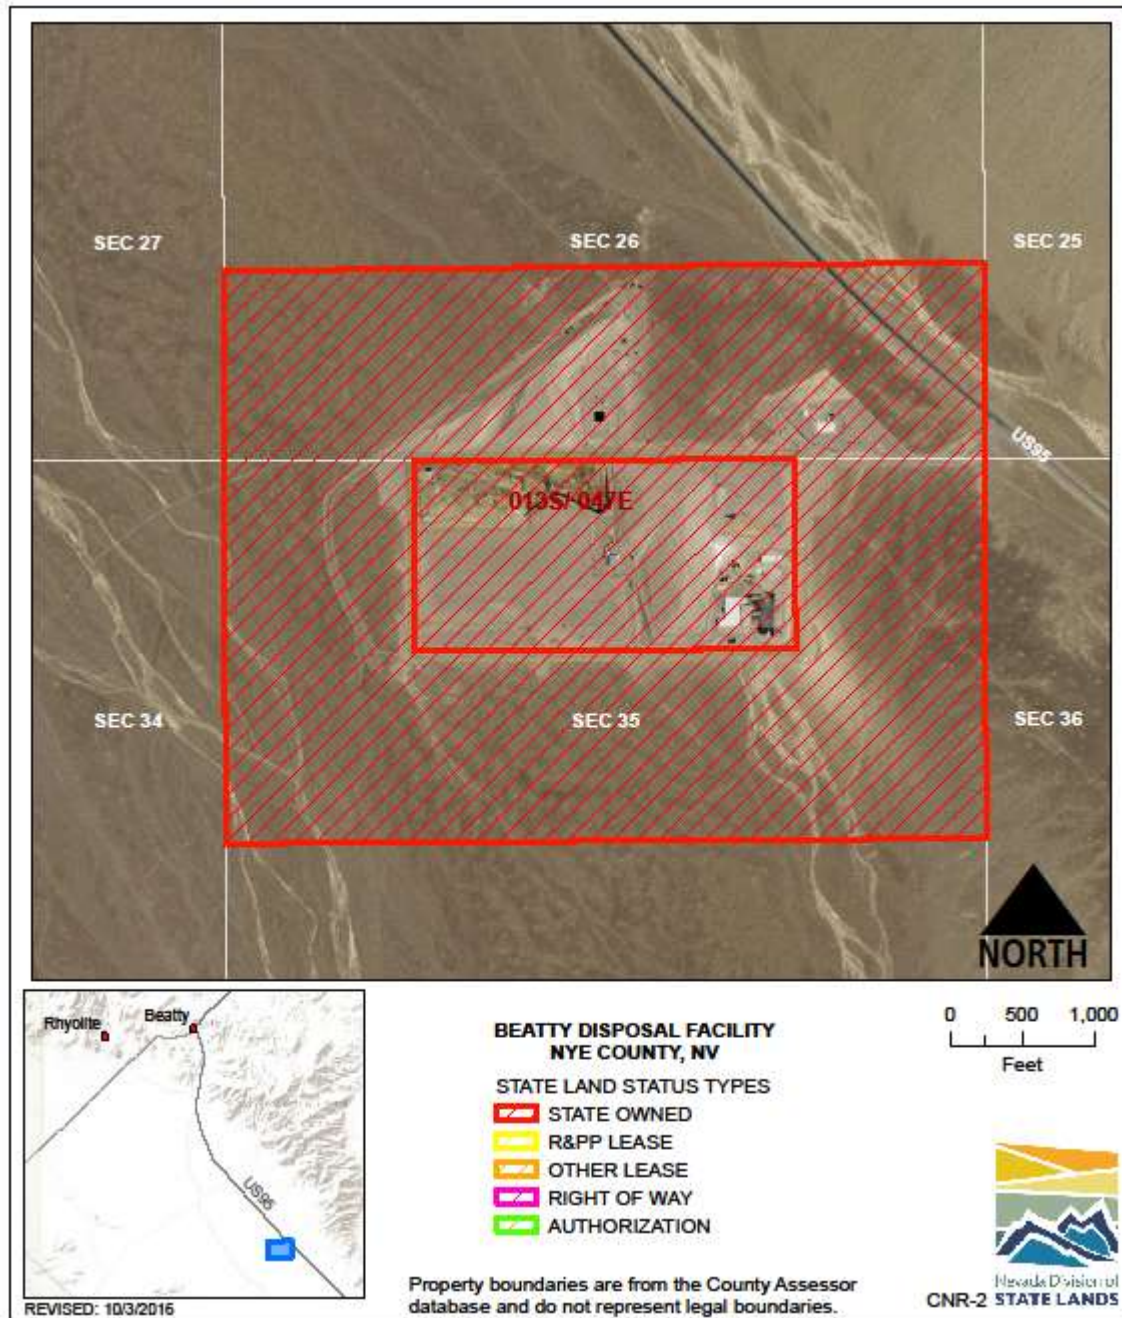 SEC 27
SEC 26
SEC 25
US95
013S/ 047E
SEC 34
SEC 35
SEC 36
NORTH
Rhyolite
Beatty
US95
REVISED: 10/3/2016
BEATTY DISPOSAL FACILITY
NYE COUNTY, NV
STATE LAND STATUS TYPES
STATE OWNED
R&PP LEASE
OTHER LEASE
RIGHT OF WAY
AUTHORIZATION
Property boundaries are from the County Assessor
database and do not represent legal boundaries.
0 500 1,000
Feet
Nevada Division of
CNR-2 STATE LANDS